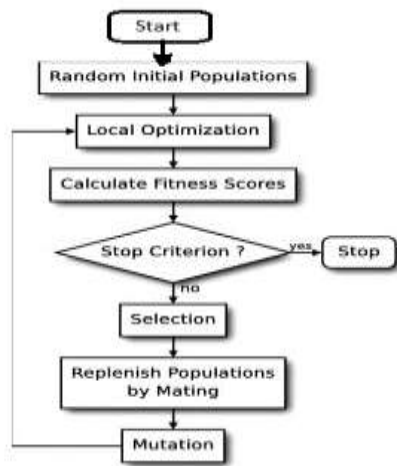 Start
Random Initial Populations
Local Optimization
Calculate Fitness Scores
Stop Criterion ?
yes
Stop
no
Selection
Replenish Populations
by Mating
Mutation